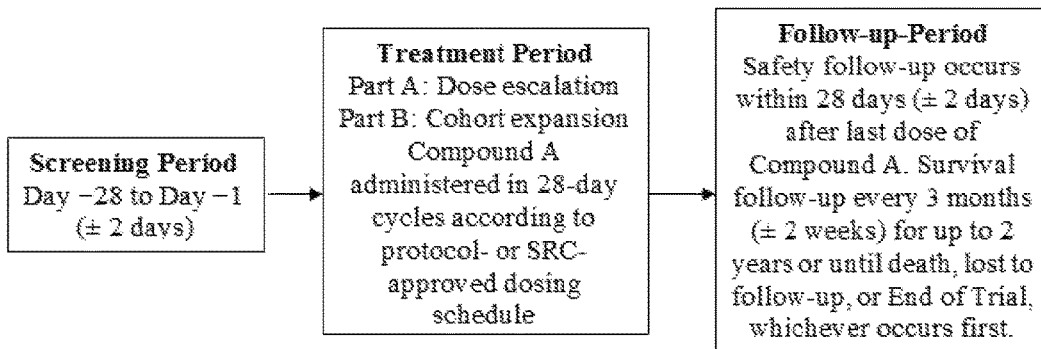 Screening Period
Day −28 to Day −1
(± 2 days)
Treatment Period
Part A: Dose escalation
Part B: Cohort expansion
Compound A
administered in 28-day
cycles according to
protocol- or SRC-
approved dosing
schedule
Follow-up-Period
Safety follow-up occurs
within 28 days (± 2 days)
after last dose of
Compound A. Survival
follow-up every 3 months
(± 2 weeks) for up to 2
years or until death, lost to
follow-up, or End of Trial,
whichever occurs first.